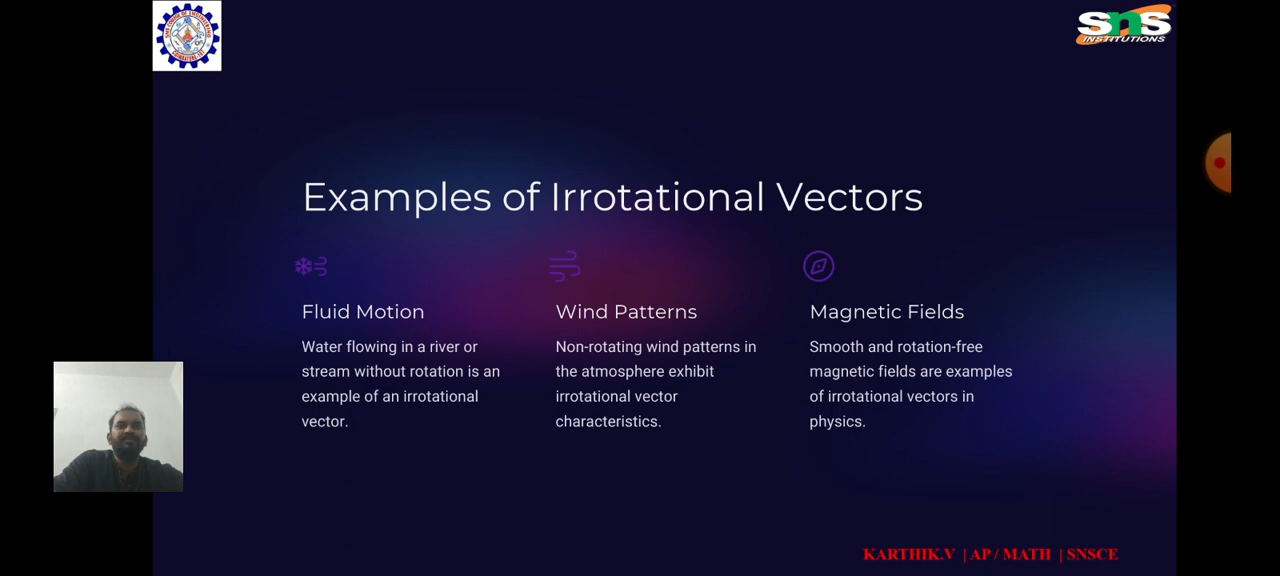 SNS
INSTITUTIONS
Examples of Irrotational Vectors
Fluid Motion
Water flowing in a river or
stream without rotation is an
example of an irrotational
vector.
Wind Patterns
Non-rotating wind patterns in
the atmosphere exhibit
irrotational vector
characteristics.
Magnetic Fields
Smooth and rotation-free
magnetic fields are examples
of irrotational vectors in
physics.
KARTHIK.V | AP / MATH | SNSCE